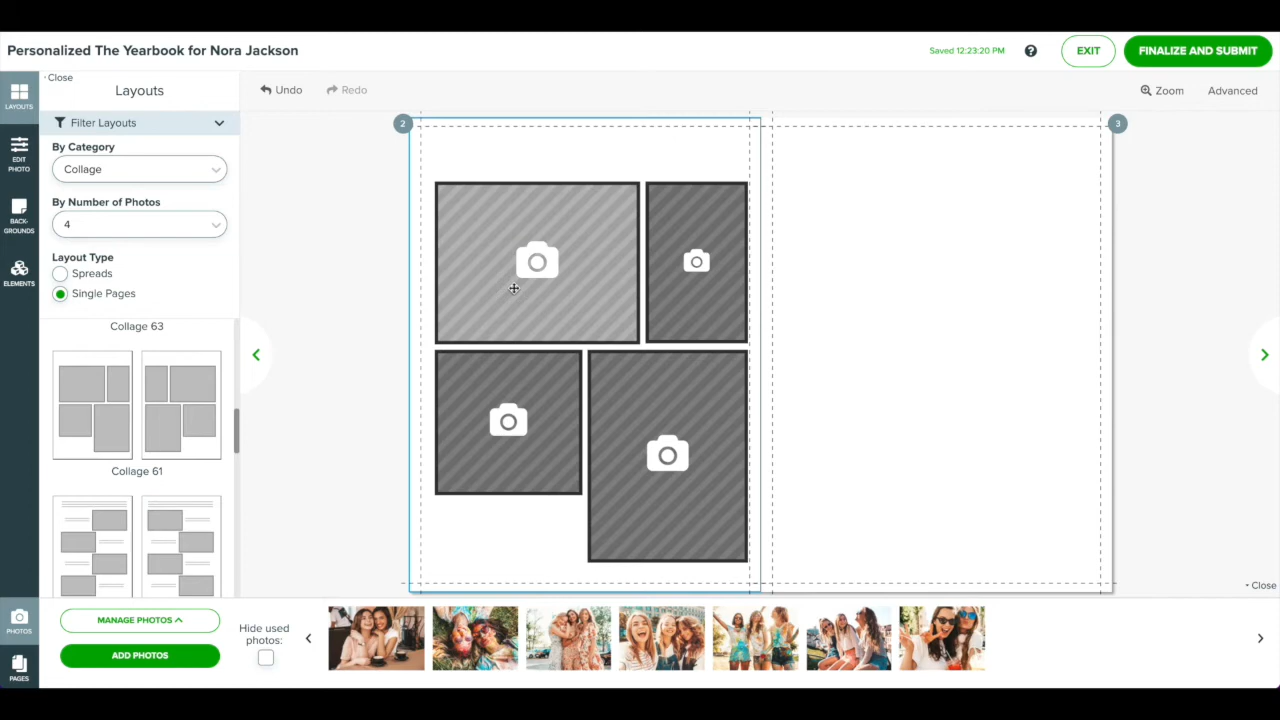 Personalized The Yearbook for Nora Jackson
Saved 12:23:20 PM
?
EXIT
FINALIZE AND SUBMIT
Close
Layouts
Undo
Redo
Zoom
Advanced
LAYOUTS
EDIT
PHOTO
BACK-
GROUNDS
ELEMENTS
Filter Layouts
By Category
Collage
By Number of Photos
4
Layout Type
Spreads
Single Pages
Collage 63
Collage 61
2
3
Close
PHOTOS
PAGES
MANAGE PHOTOS
ADD PHOTOS
Hide used
photos: